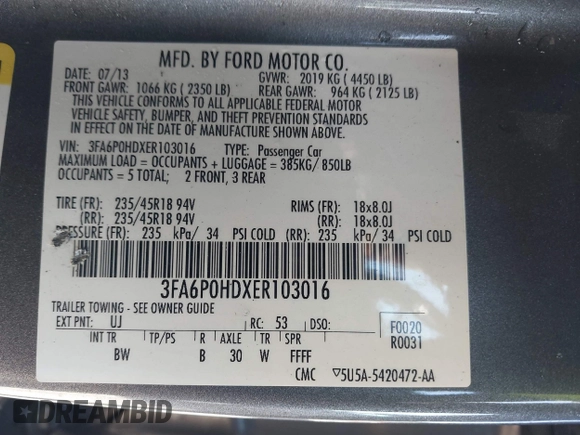 MFD. BY FORD MOTOR CO.
DATE: 07/13 GVWR: 2019 KG ( 4450 LB)
FRONT GAWR: 1066 KG ( 2350 LB) REAR GAWR: 964 KG ( 2125 LB)
THIS VEHICLE CONFORMS TO ALL APPLICABLE FEDERAL MOTOR
VEHICLE SAFETY, BUMPER, AND THEFT PREVENTION STANDARDS
IN EFFECT ON THE DATE OF MANUFACTURE SHOWN ABOVE.
VIN: 3FA6P0HDXER103016 TYPE: Passenger Car
MAXIMUM LOAD = OCCUPANTS + LUGGAGE = 385KG/ 850LB
OCCUPANTS = 5 TOTAL; 2 FRONT, 3 REAR
TIRE (FR): 235/45R18 94V RIMS (FR): 18x8.0J
(RR): 235/45R18 94V (RR): 18x8.0J
PRESSURE (FR): 235 kPa/ 34 PSI COLD (RR): 235 kPa/ 34 PSI COLD
3FA6P0HDXER103016
TRAILER TOWING - SEE OWNER GUIDE
EXT PNT: UJ RC: 53 DSO: F0020
INT TR TP/PS R AXLE TR SPR R0031
BW B 30 W FFFF
CMC ▽5U5A-5420472-AA
DREAMBID